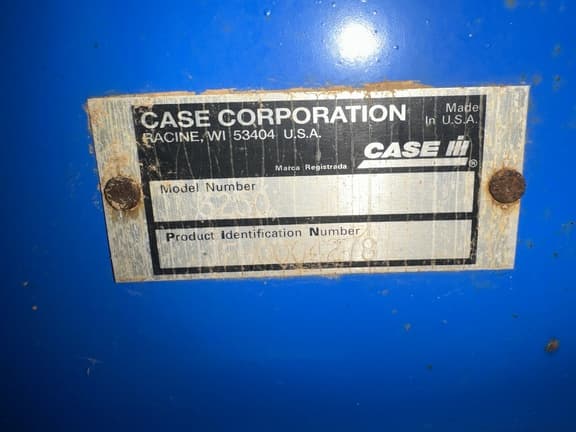 CASE CORPORATION
RACINE, WI 53404 U.S.A.
Made
In U.S.A.
Marca Registrada
CASE IH®
Model Number
Product Identification Number